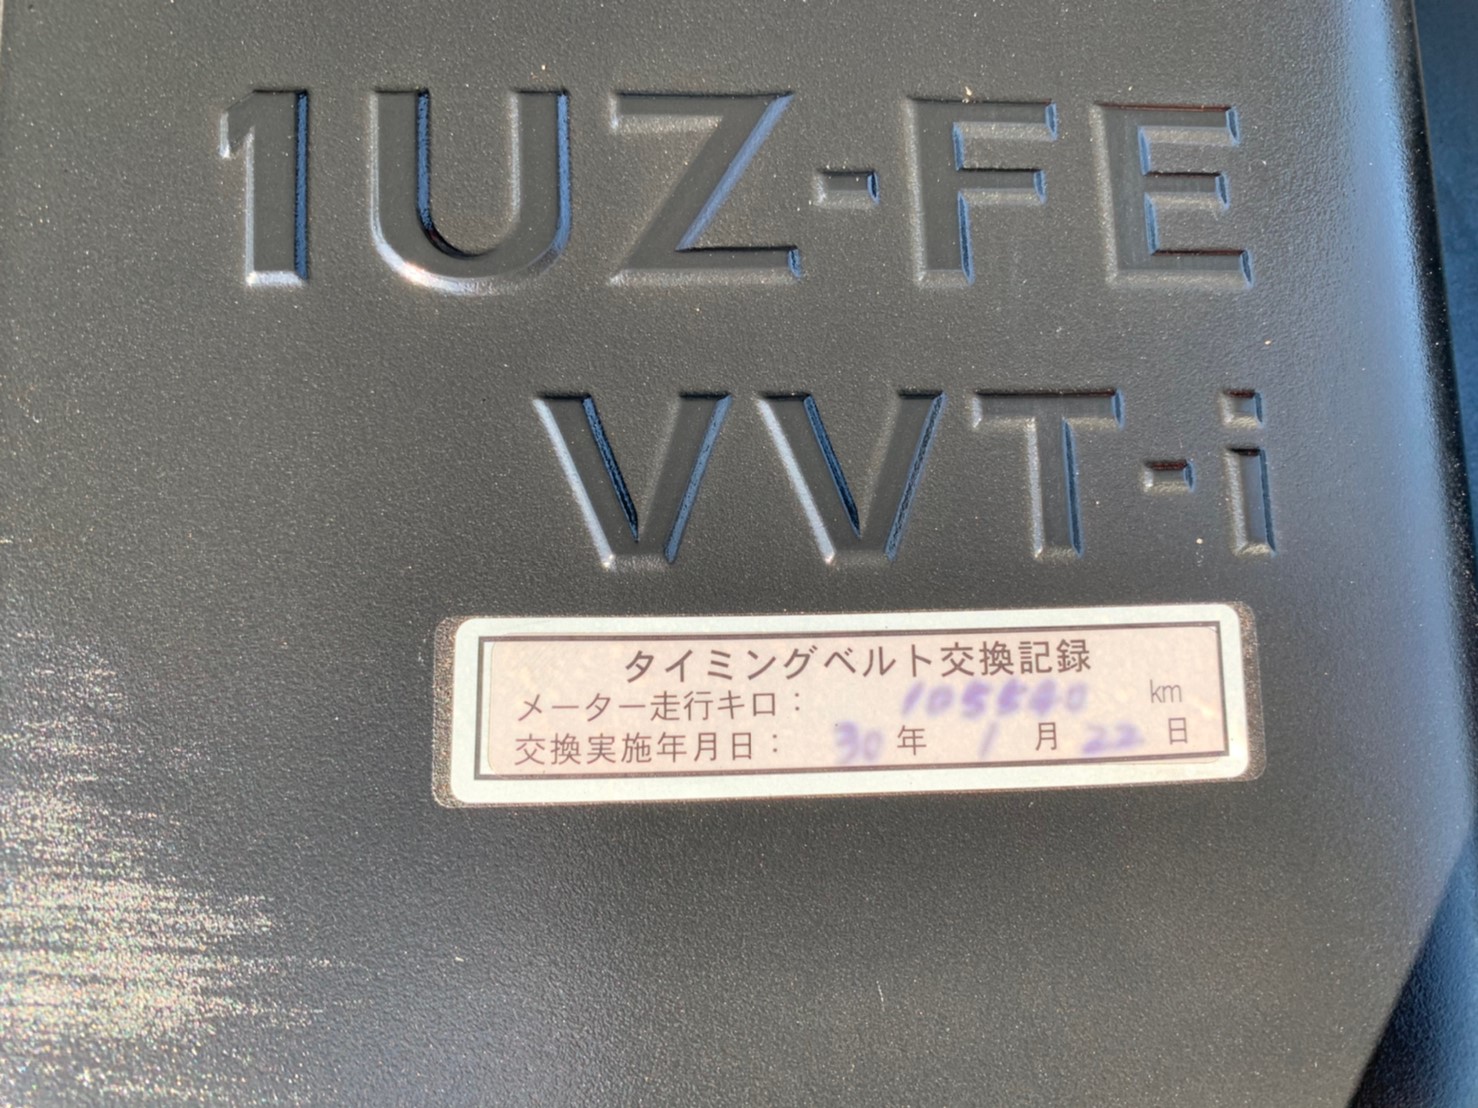 1UZ-FE
VVT-i
タイミングベルト交換記録
メーター走行キロ： 105540 km
交換実施年月日： 30 年 1 月 22 日